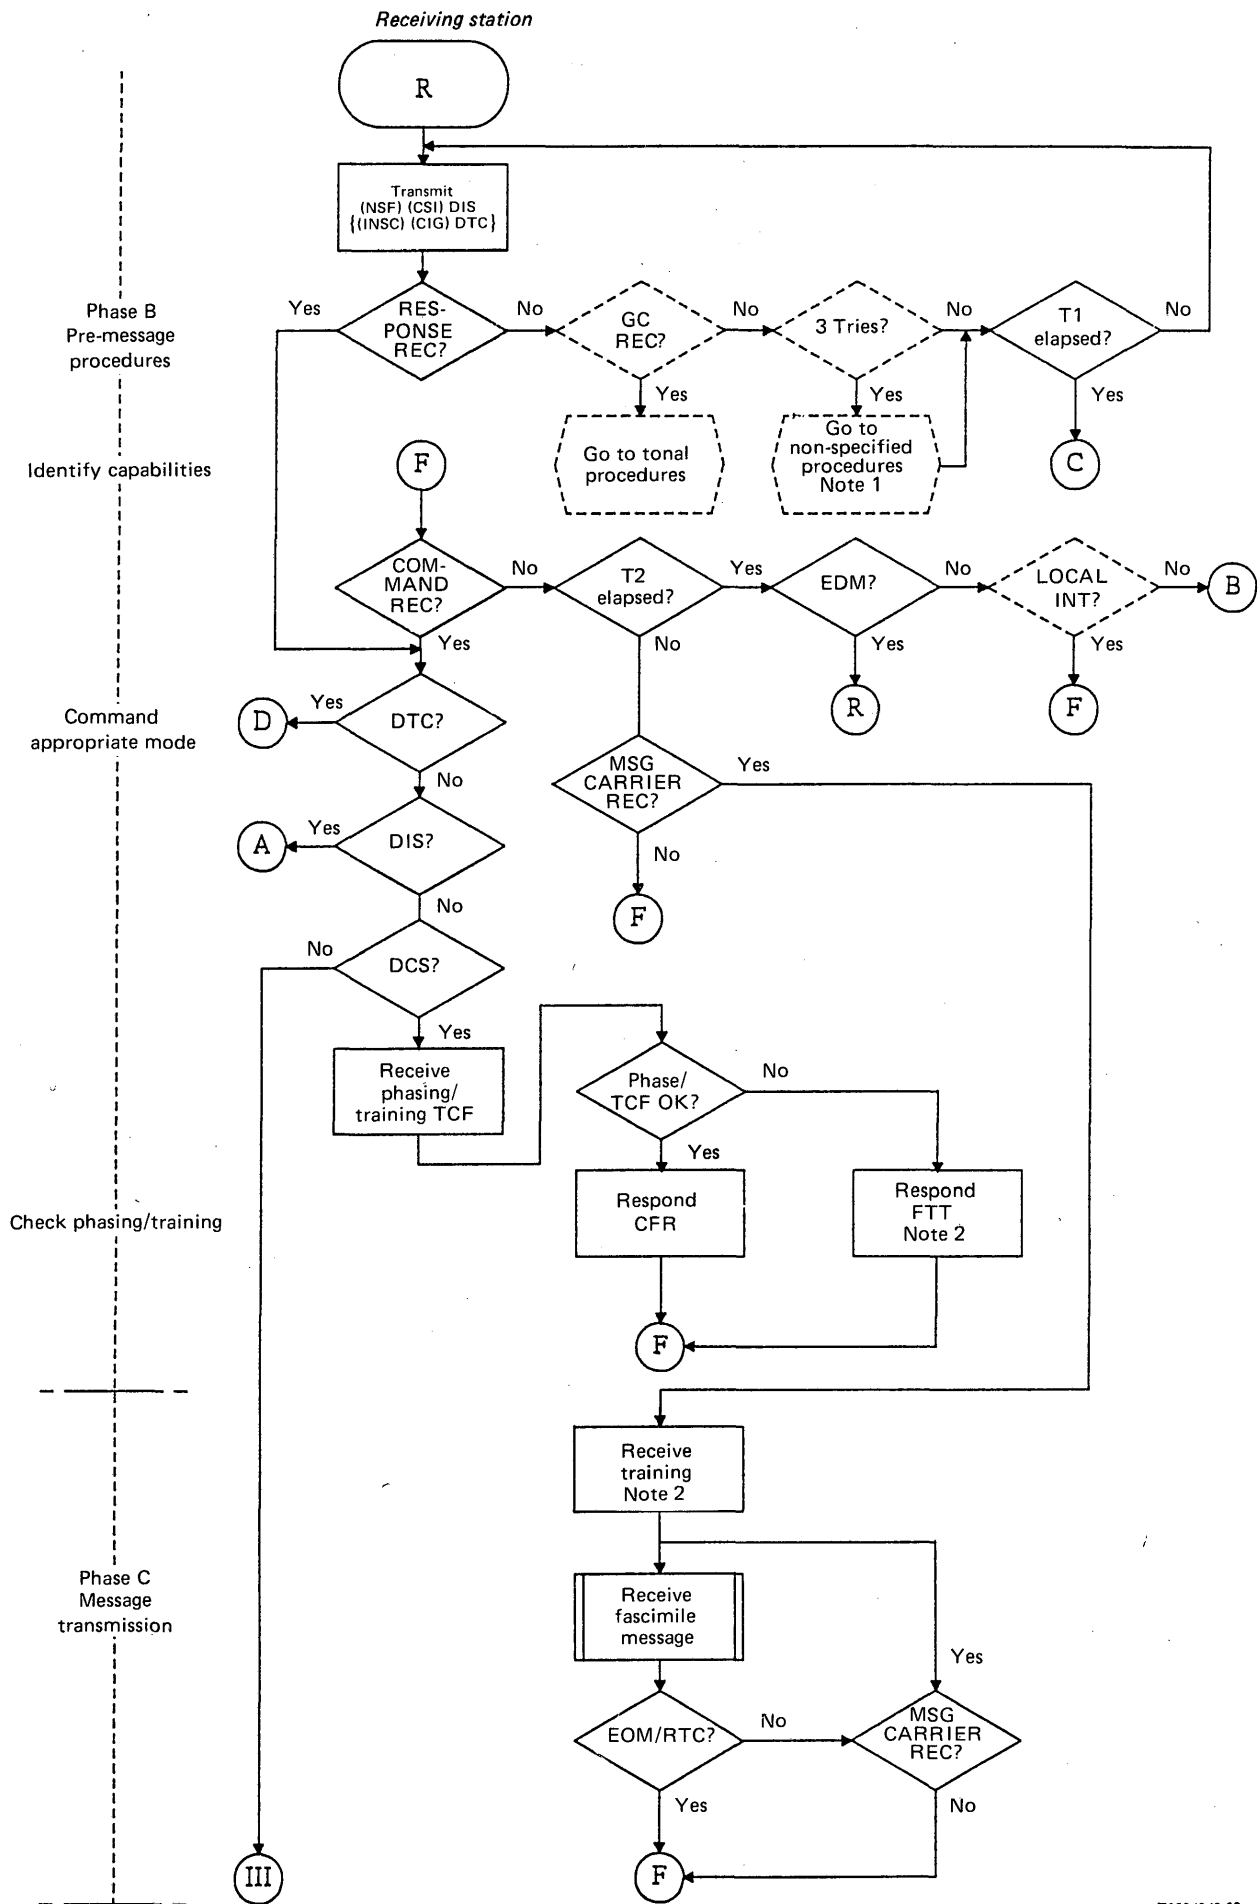 Receiving station
R
Transmit
(NSF) (CSI) DIS
{(INSC) (CIG) DTC}
Phase B
Pre-message
procedures
Yes
RES-
PONSE
REC?
No
GC
REC?
No
3 Tries?
No
T1
elapsed?
No
Yes
Yes
Yes
Identify capabilities
F
Go to tonal
procedures
Go to
non-specified
procedures
Note 1
C
COM-
MAND
REC?
No
T2
elapsed?
Yes
EDM?
No
LOCAL
INT?
No
B
Yes
No
Yes
Yes
Command
appropriate mode
D
Yes
DTC?
R
F
No
MSG
CARRIER
REC?
Yes
A
Yes
DIS?
No
No
F
No
DCS?
Yes
Receive
phasing/
training TCF
Phase/
TCF OK?
No
Yes
Check phasing/training
Respond
CFR
Respond
FTT
Note 2
F
Receive
training
Note 2
Phase C
Message
transmission
Receive
fascimile
message
Yes
EOM/RTC?
No
MSG
CARRIER
REC?
Yes
No
III
F